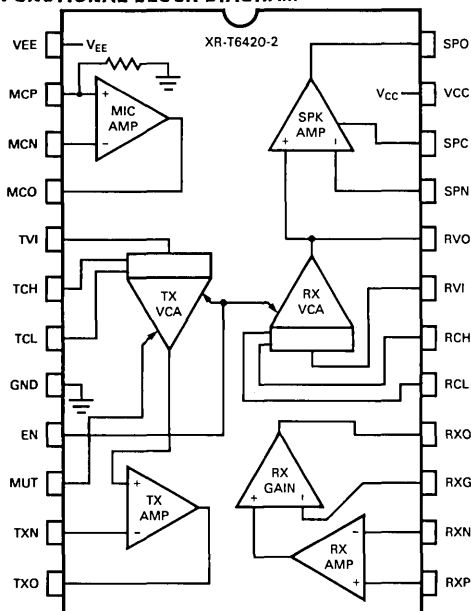 FUNCTIONAL BLOCK DIAGRAM
XR-T6420-2
VEE
VEE
MCP
+
MIC
AMP
MCN
−
MCO
TVI
TCH
TX
VCA
TCL
GND
EN
MUT
+
TX
AMP
TXN
−
TXO
SPO
VCC
VCC
SPK
AMP
SPC
+
−
SPN
RVO
RX
VCA
RVI
RCH
RCL
RXO
RX
GAIN
+
−
RXG
RX
AMP
−
RXN
+
RXP